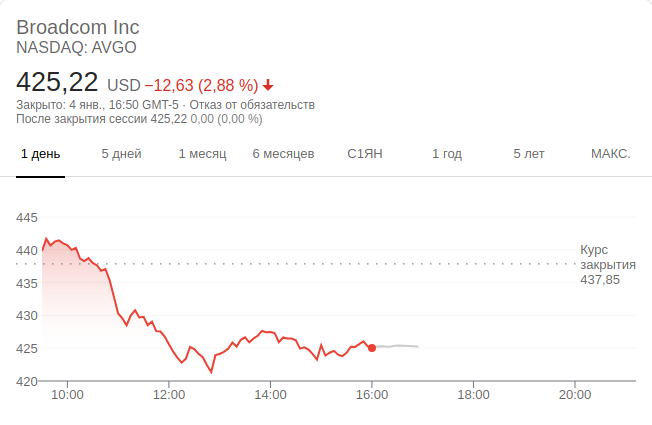 Broadcom Inc
NASDAQ: AVGO
425,22 USD −12,63 (2,88 %)
Закрыто: 4 янв., 16:50 GMT-5 · Отказ от обязательств
После закрытия сессии 425,22 0,00 (0,00 %)
1 день 5 дней 1 месяц 6 месяцев С1ЯН 1 год 5 лет МАКС.
445
440
435
430
425
420
Курс
закрытия
437,85
10:00 12:00 14:00 16:00 18:00 20:00